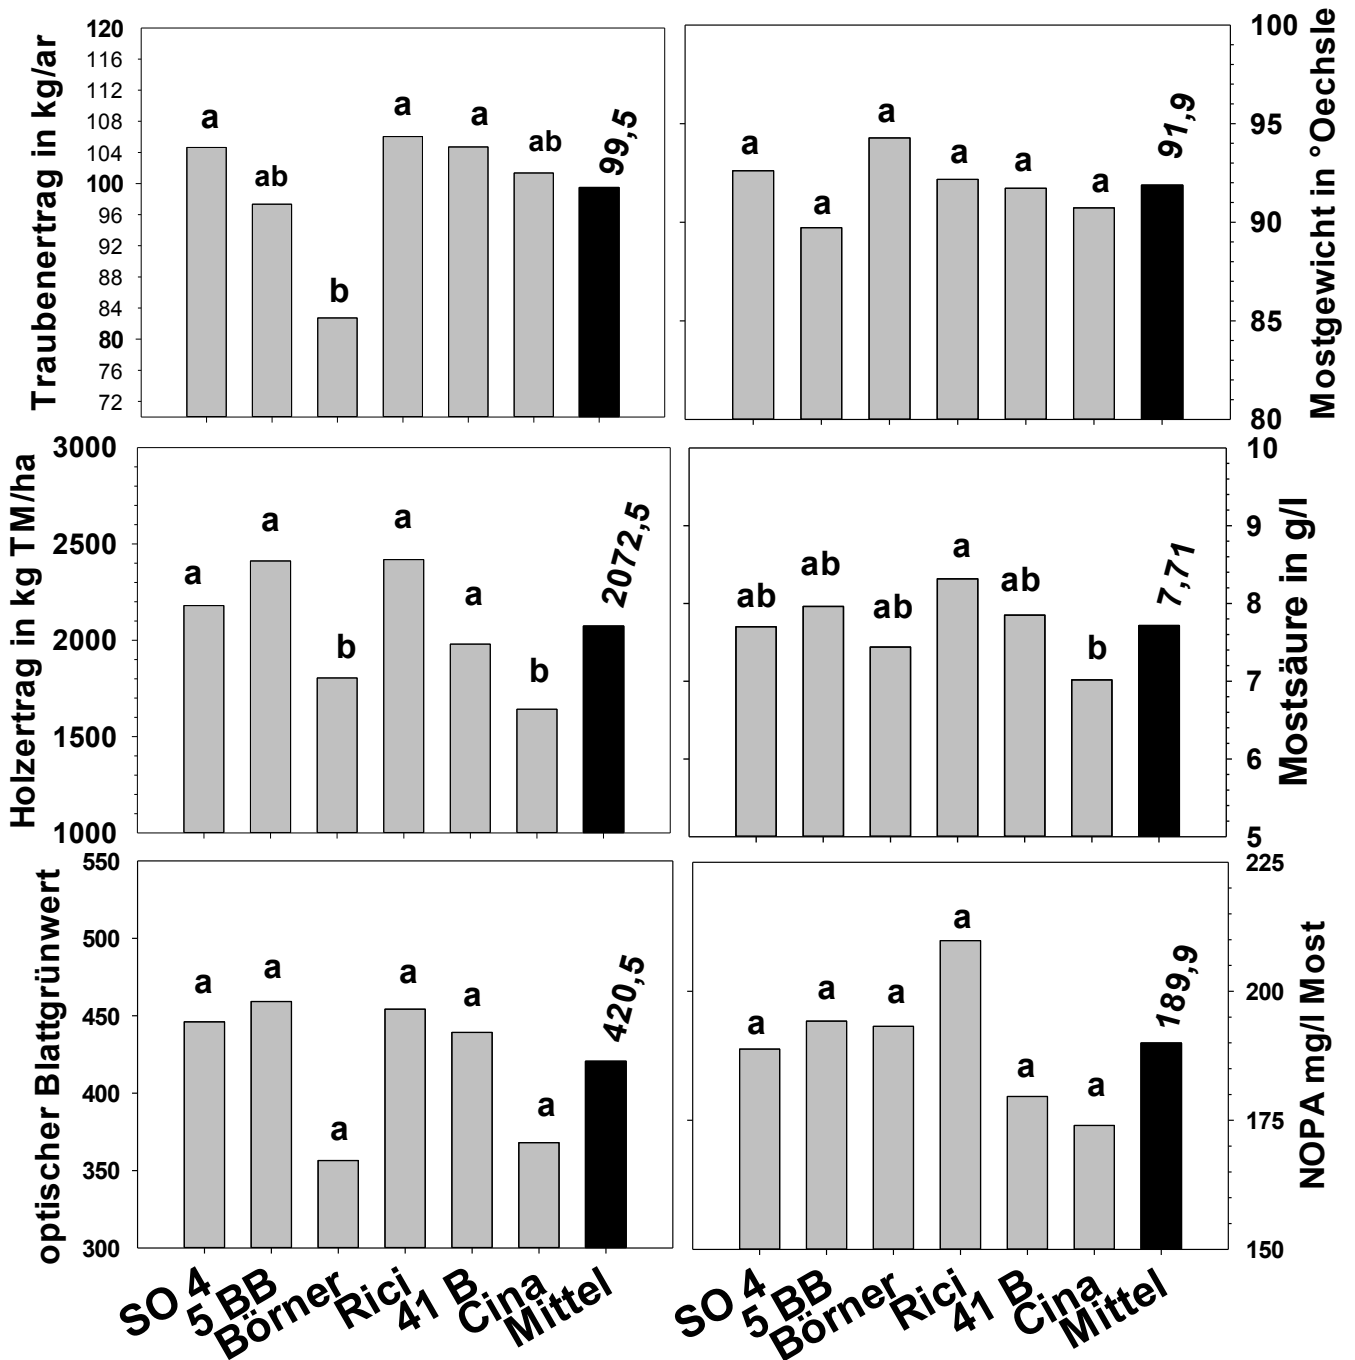 Traubenertrag in kg/ar
120
116
112
108
104
100
96
92
88
84
80
76
72
a
ab
b
a
a
ab
99,5
Mostgewicht in °Oechsle
100
95
90
85
80
a
a
a
a
a
a
91,9
Holzertrag in kg TM/ha
3000
2500
2000
1500
1000
a
a
b
a
a
b
2072,5
Mostsäure in g/l
10
9
8
7
6
5
ab
ab
ab
a
ab
b
7,71
optischer Blattgrünwert
550
500
450
400
350
300
a
a
a
a
a
a
420,5
NOPA mg/l Most
225
200
175
150
a
a
a
a
a
a
189,9
SO 4
5 BB
Börner
Rici
41 B
Cina
Mittel
SO 4
5 BB
Börner
Rici
41 B
Cina
Mittel